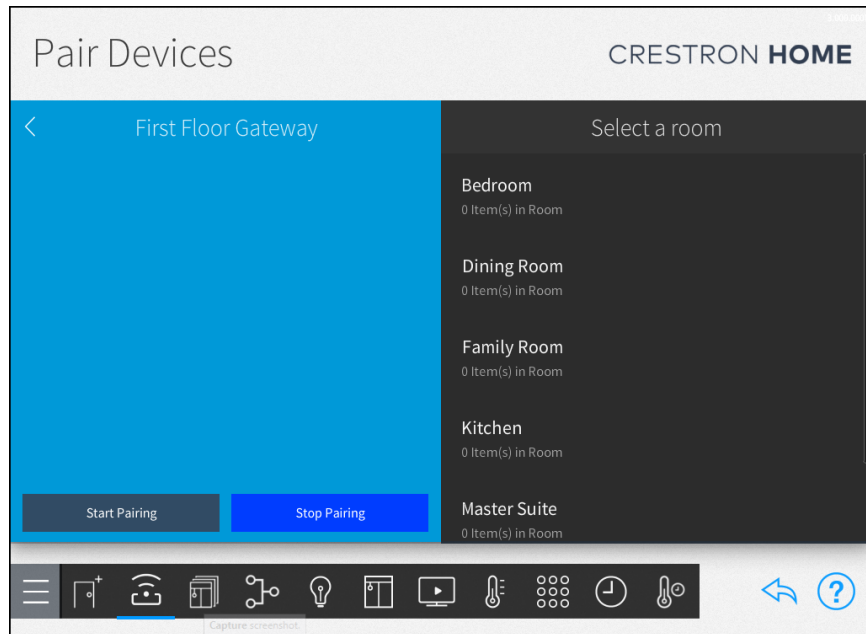 Pair Devices
CRESTRON HOME
First Floor Gateway
Select a room
Bedroom
0 Item(s) in Room
Dining Room
0 Item(s) in Room
Family Room
0 Item(s) in Room
Kitchen
0 Item(s) in Room
Master Suite
0 Item(s) in Room
Start Pairing
Stop Pairing
Capture screenshot.
?